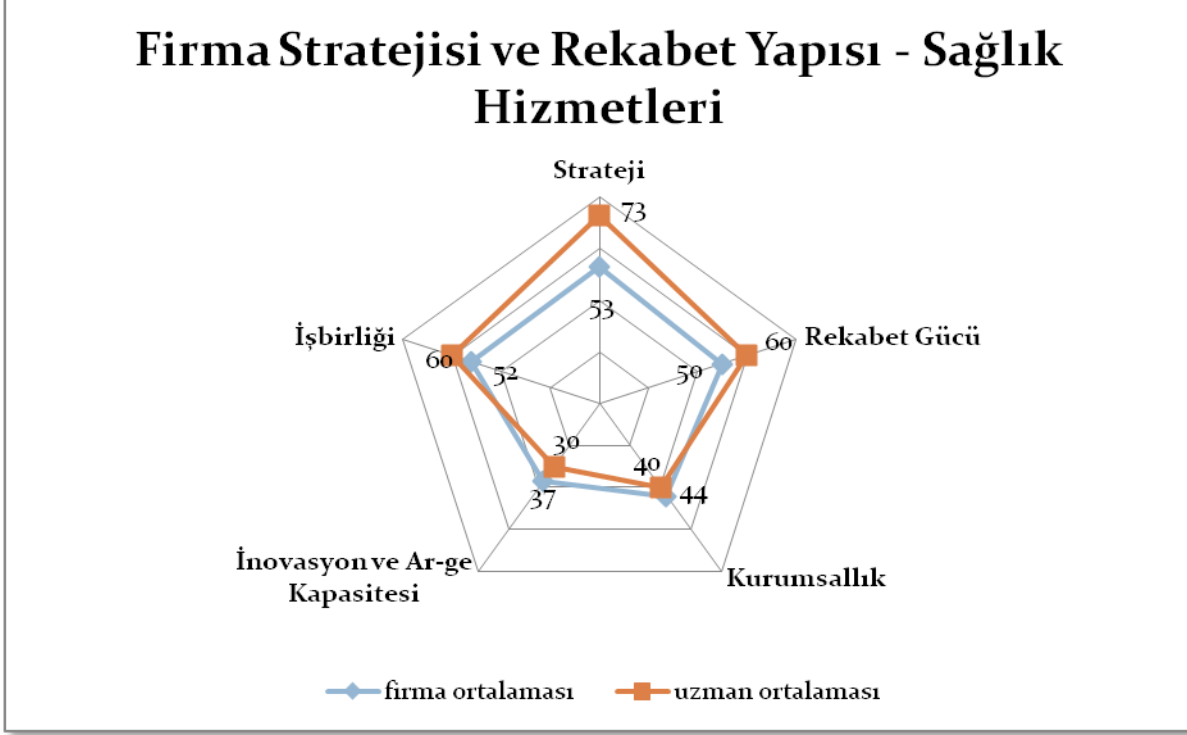 Firma Stratejisi ve Rekabet Yapısı - Sağlık
Hizmetleri
Strateji
73
53
İşbirliği
60
52
50
60
Rekabet Gücü
30
40
37
44
İnovasyon ve Ar-ge
Kapasitesi
Kurumsallık
firma ortalaması
uzman ortalaması